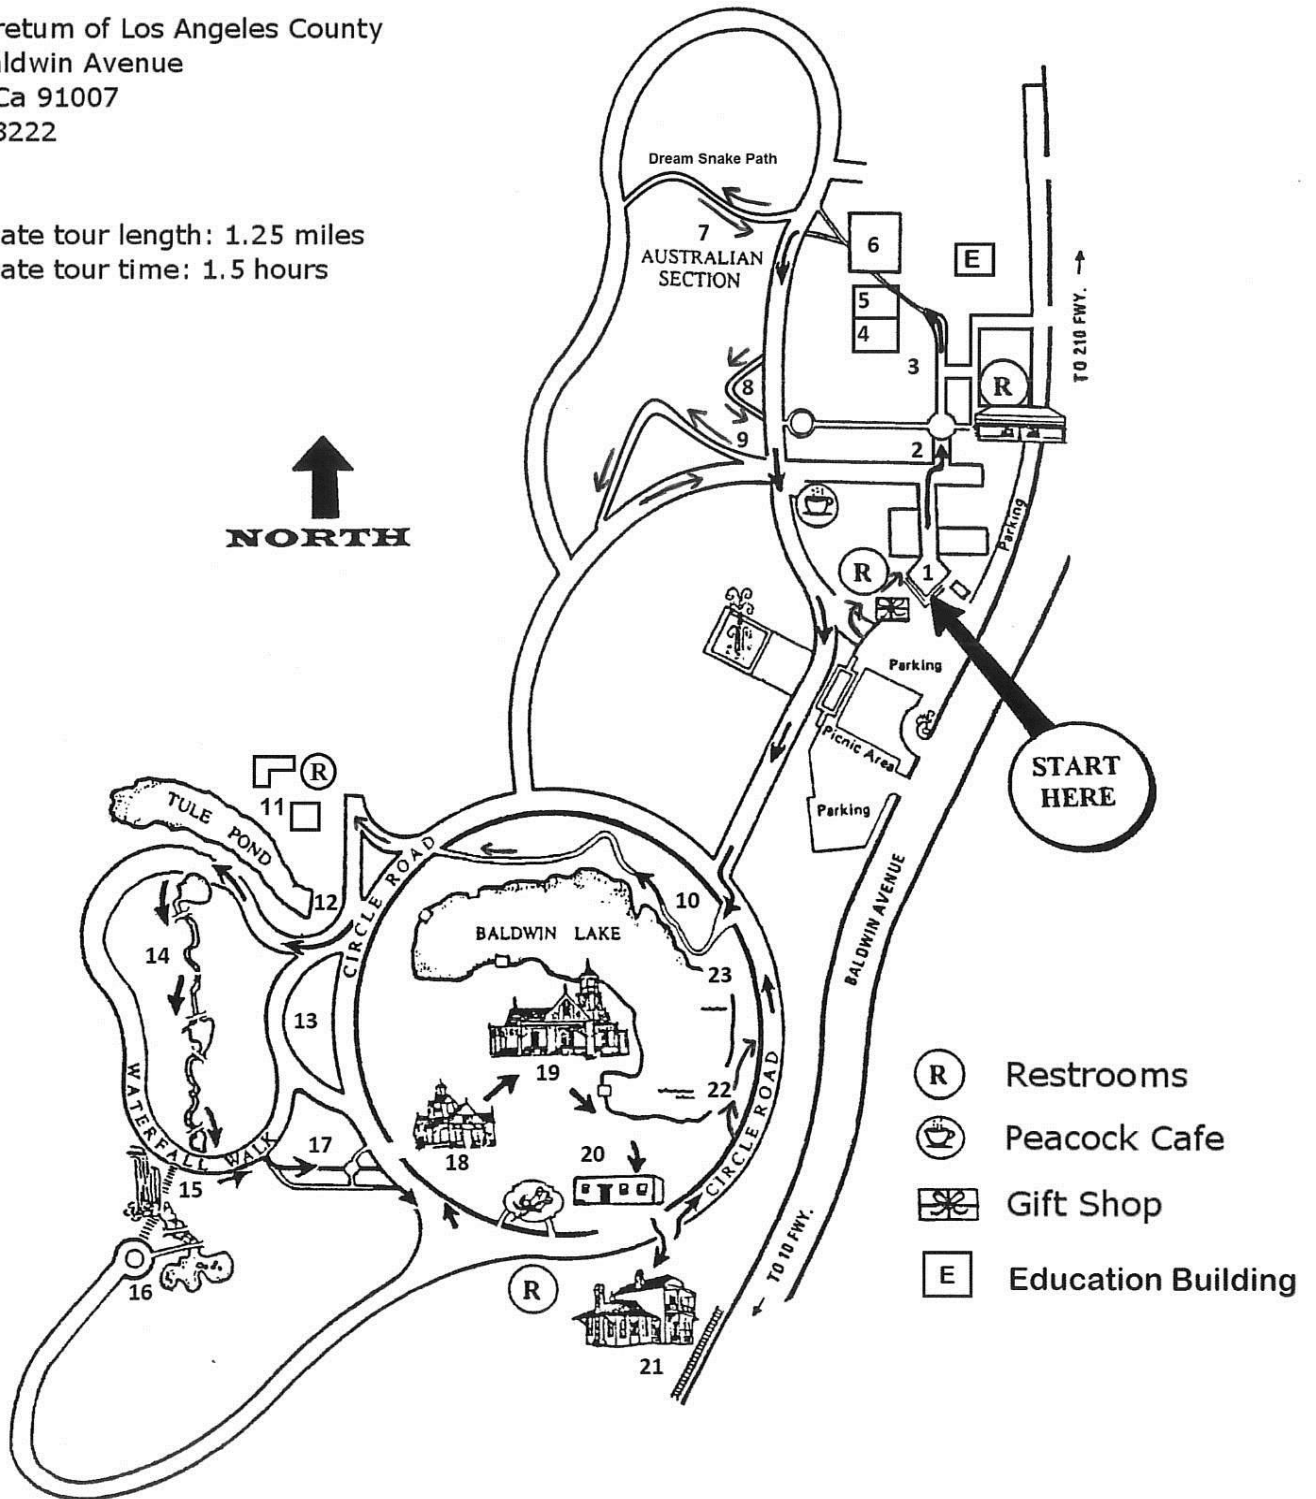 retum of Los Angeles County
ldwin Avenue
Ca 91007
8222
ate tour length: 1.25 miles
ate tour time: 1.5 hours
Dream Snake Path
7
AUSTRALIAN
SECTION
6
E
5
4
3
TO 210 FWY.
R
8
9
2
NORTH
Parking
R
1
Parking
Picnic Area
Parking
START
HERE
R
11
TULE POND
12
CIRCLE ROAD
10
BALDWIN LAKE
BALDWIN AVENUE
14
23
13
19
22
WATERFALL WALK
17
18
20
CIRCLE ROAD
15
16
R
21
TO 10 FWY.
R Restrooms
Peacock Cafe
Gift Shop
E Education Building